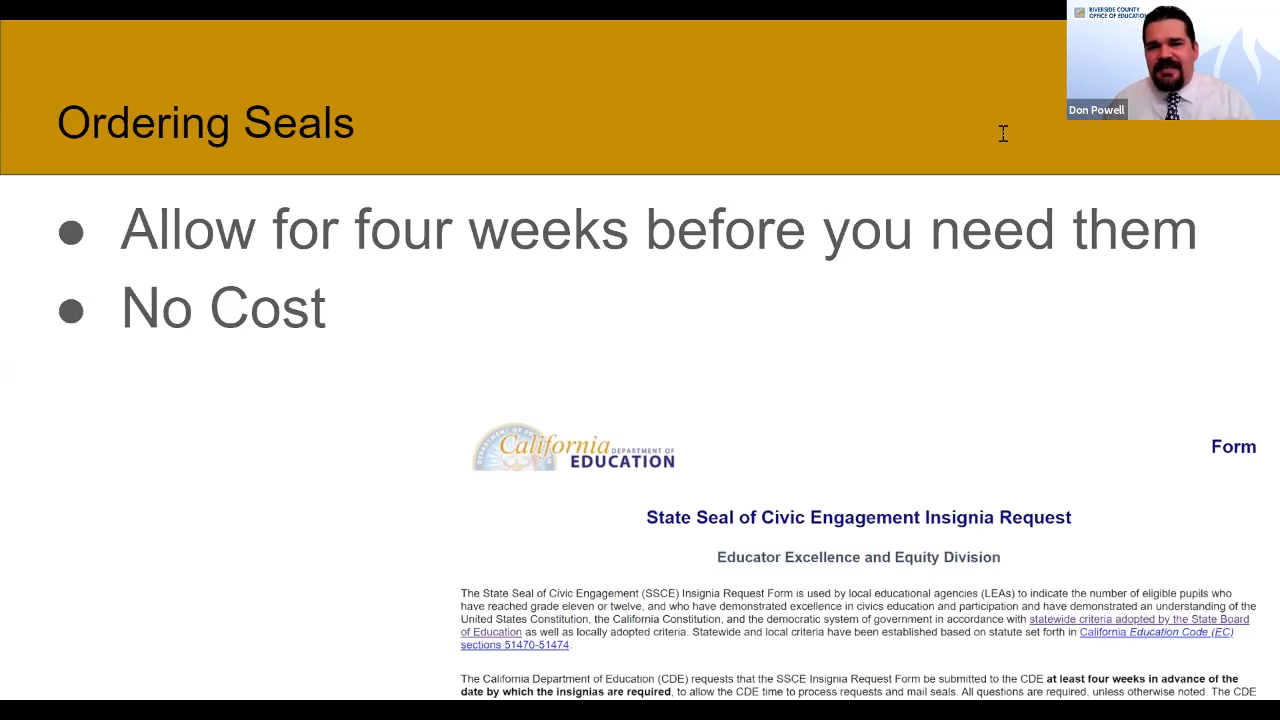 RIVERSIDE COUNTY
OFFICE OF EDUCATION
Don Powell
Ordering Seals
● Allow for four weeks before you need them
● No Cost
California DEPARTMENT OF
EDUCATION
Form
State Seal of Civic Engagement Insignia Request
Educator Excellence and Equity Division
The State Seal of Civic Engagement (SSCE) Insignia Request Form is used by local educational agencies (LEAs) to indicate the number of eligible pupils who
have reached grade eleven or twelve, and who have demonstrated excellence in civics education and participation and have demonstrated an understanding of the
United States Constitution, the California Constitution, and the democratic system of government in accordance with statewide criteria adopted by the State Board
of Education as well as locally adopted criteria. Statewide and local criteria have been established based on statute set forth in California Education Code (EC)
sections 51470-51474.
The California Department of Education (CDE) requests that the SSCE Insignia Request Form be submitted to the CDE at least four weeks in advance of the
date by which the insignias are required, to allow the CDE time to process requests and mail seals. All questions are required, unless otherwise noted. The CDE